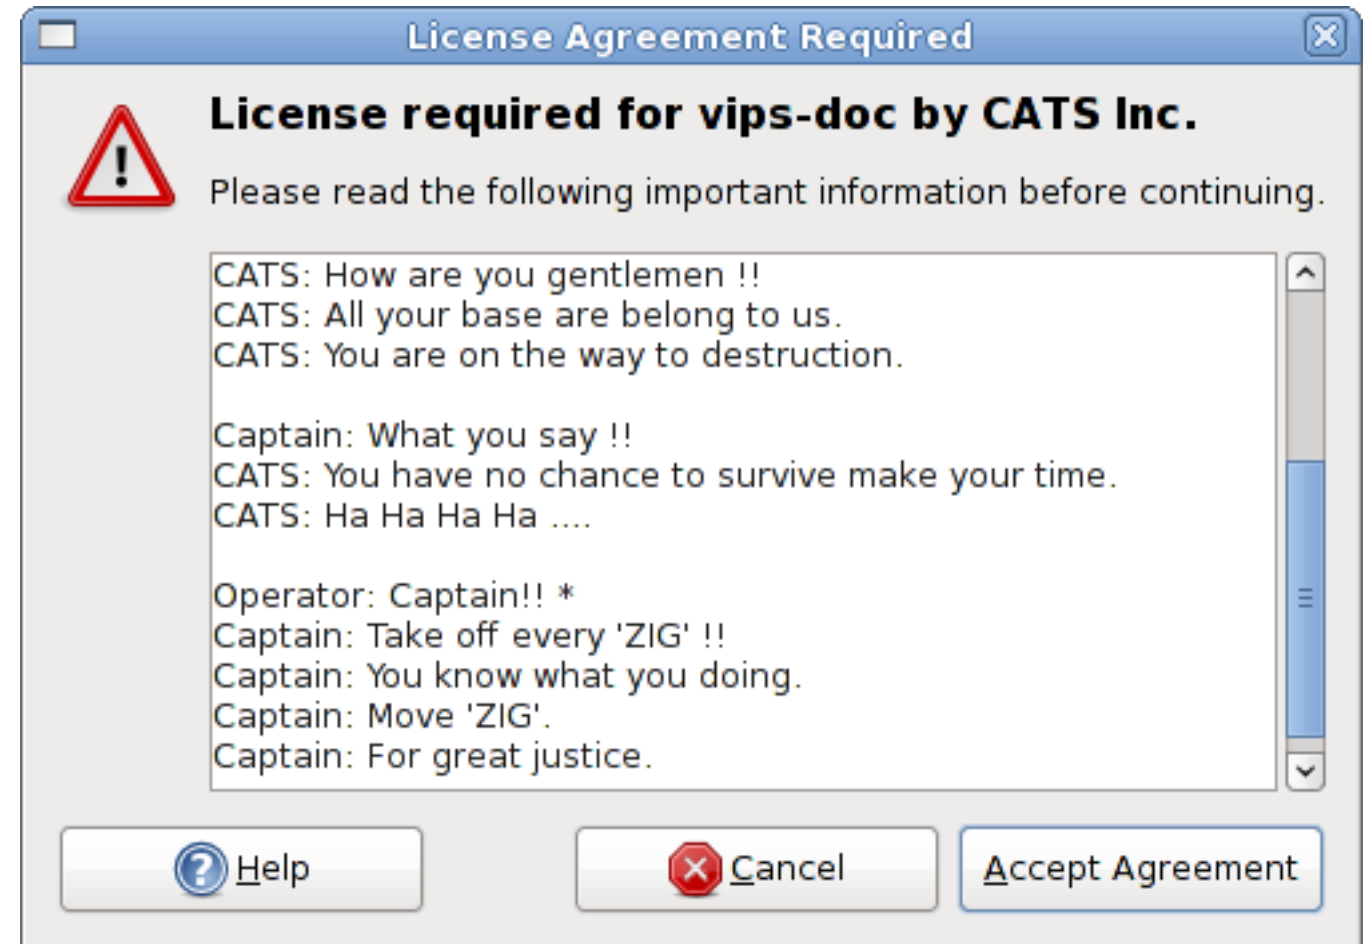 License Agreement Required
License required for vips-doc by CATS Inc.
Please read the following important information before continuing.
CATS: How are you gentlemen !!
CATS: All your base are belong to us.
CATS: You are on the way to destruction.
Captain: What you say !!
CATS: You have no chance to survive make your time.
CATS: Ha Ha Ha Ha ....
Operator: Captain!! *
Captain: Take off every 'ZIG' !!
Captain: You know what you doing.
Captain: Move 'ZIG'.
Captain: For great justice.
Help
Cancel
Accept Agreement